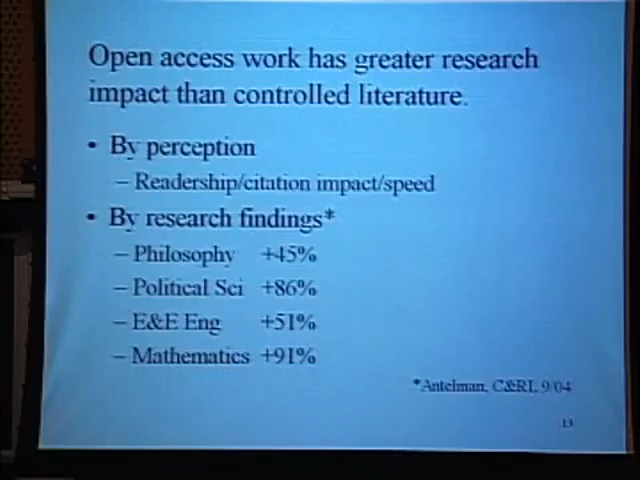 Open access work has greater research
impact than controlled literature.
• By perception
– Readership/citation impact/speed
• By research findings*
– Philosophy +45%
– Political Sci +86%
– E&E Eng +51%
– Mathematics +91%
*Antelman, C&RL 9/04
13